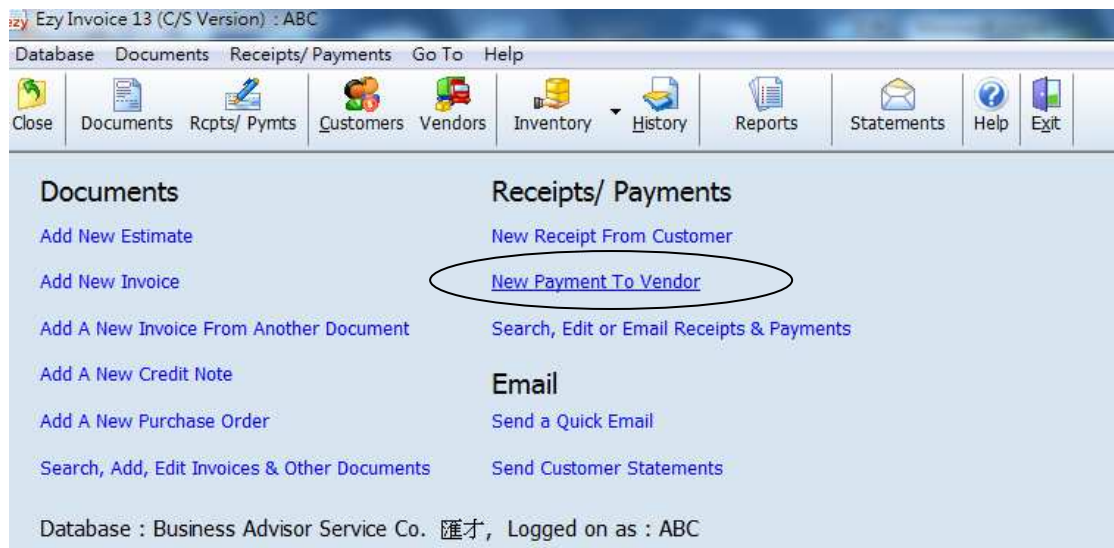 Ezy Invoice 13 (C/S Version) : ABC
Database Documents Receipts/ Payments Go To Help
Close Documents Rcpts/ Pymts Customers Vendors Inventory History Reports Statements Help Exit
Documents
Add New Estimate
Add New Invoice
Add A New Invoice From Another Document
Add A New Credit Note
Add A New Purchase Order
Search, Add, Edit Invoices & Other Documents
Receipts/ Payments
New Receipt From Customer
New Payment To Vendor
Search, Edit or Email Receipts & Payments
Email
Send a Quick Email
Send Customer Statements
Database : Business Advisor Service Co. 匯才, Logged on as : ABC